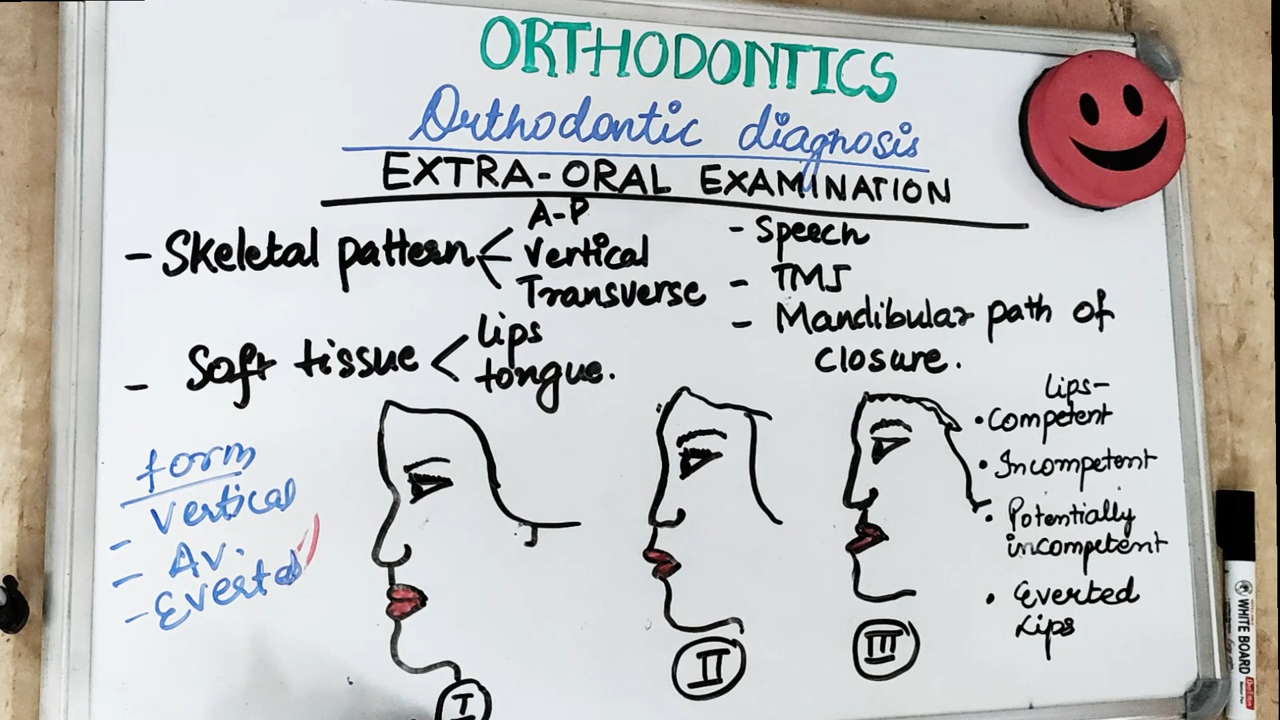 ORTHODONTICS
Orthodontic diagnosis
EXTRA-ORAL EXAMINATION
- Skeletal pattern < A-P
Vertical
Transverse
- Soft tissue < Lips
tongue.
- Speech
- TMJ
- Mandibular path of
closure.
form
Vertical
- Av.
- Everted
I
II
III
Lips-
• Competent
• Incompetent
• Potentially
incompetent
• Everted
Lips
WHITE BOARD